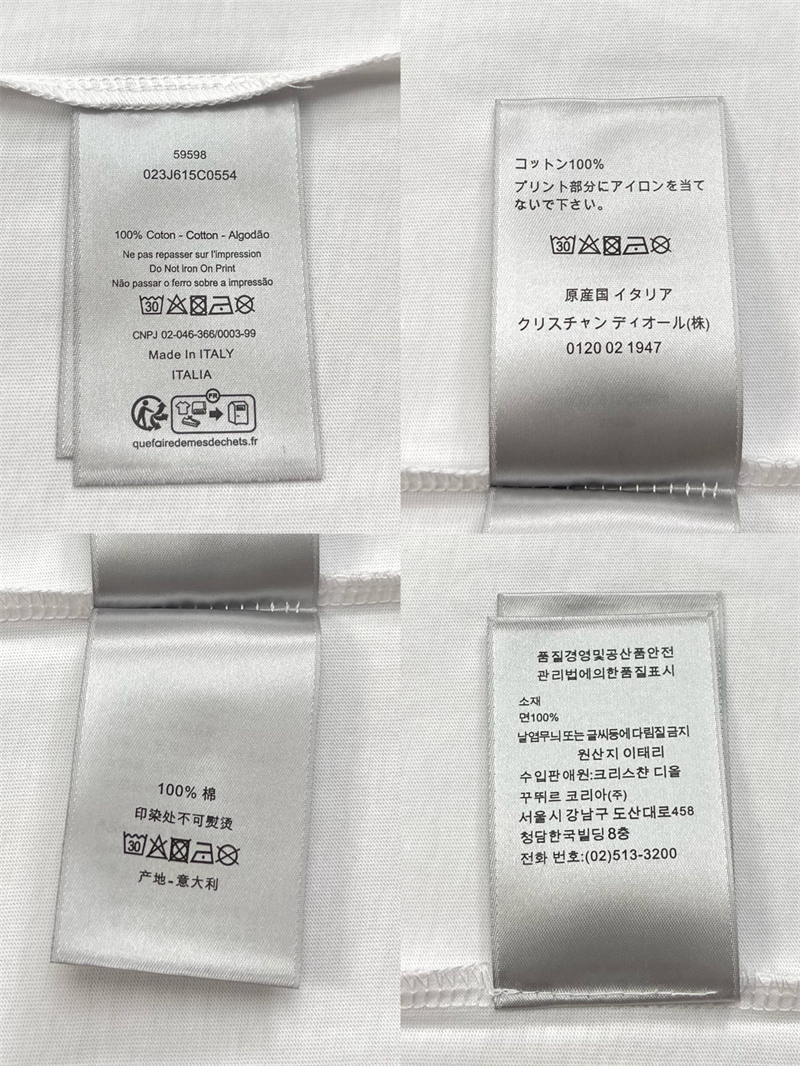 59598
023J615C0554
100% Coton - Cotton - Algodão
Ne pas repasser sur l'impression
Do Not Iron On Print
Não passar o ferro sobre a impressão
30
CNPJ 02-046-366/0003-99
Made In ITALY
ITALIA
FR
quefairedemesdechets.fr
コットン100%
プリント部分にアイロンを当て
ないで下さい。
30
原産国 イタリア
クリスチャン ディオール(株)
0120 02 1947
100% 棉
印染处不可熨烫
30
产地-意大利
품질경영및공산품안전
관리법에의한품질표시
소재
면100%
날염무늬또는글씨등에다림질금지
원산지 이태리
수입판애원:크리스챤 디올
꾸뛰르 코리아(주)
서울시강남구 도산대로458
청담한국빌딩8층
전화 번호:(02)513-3200